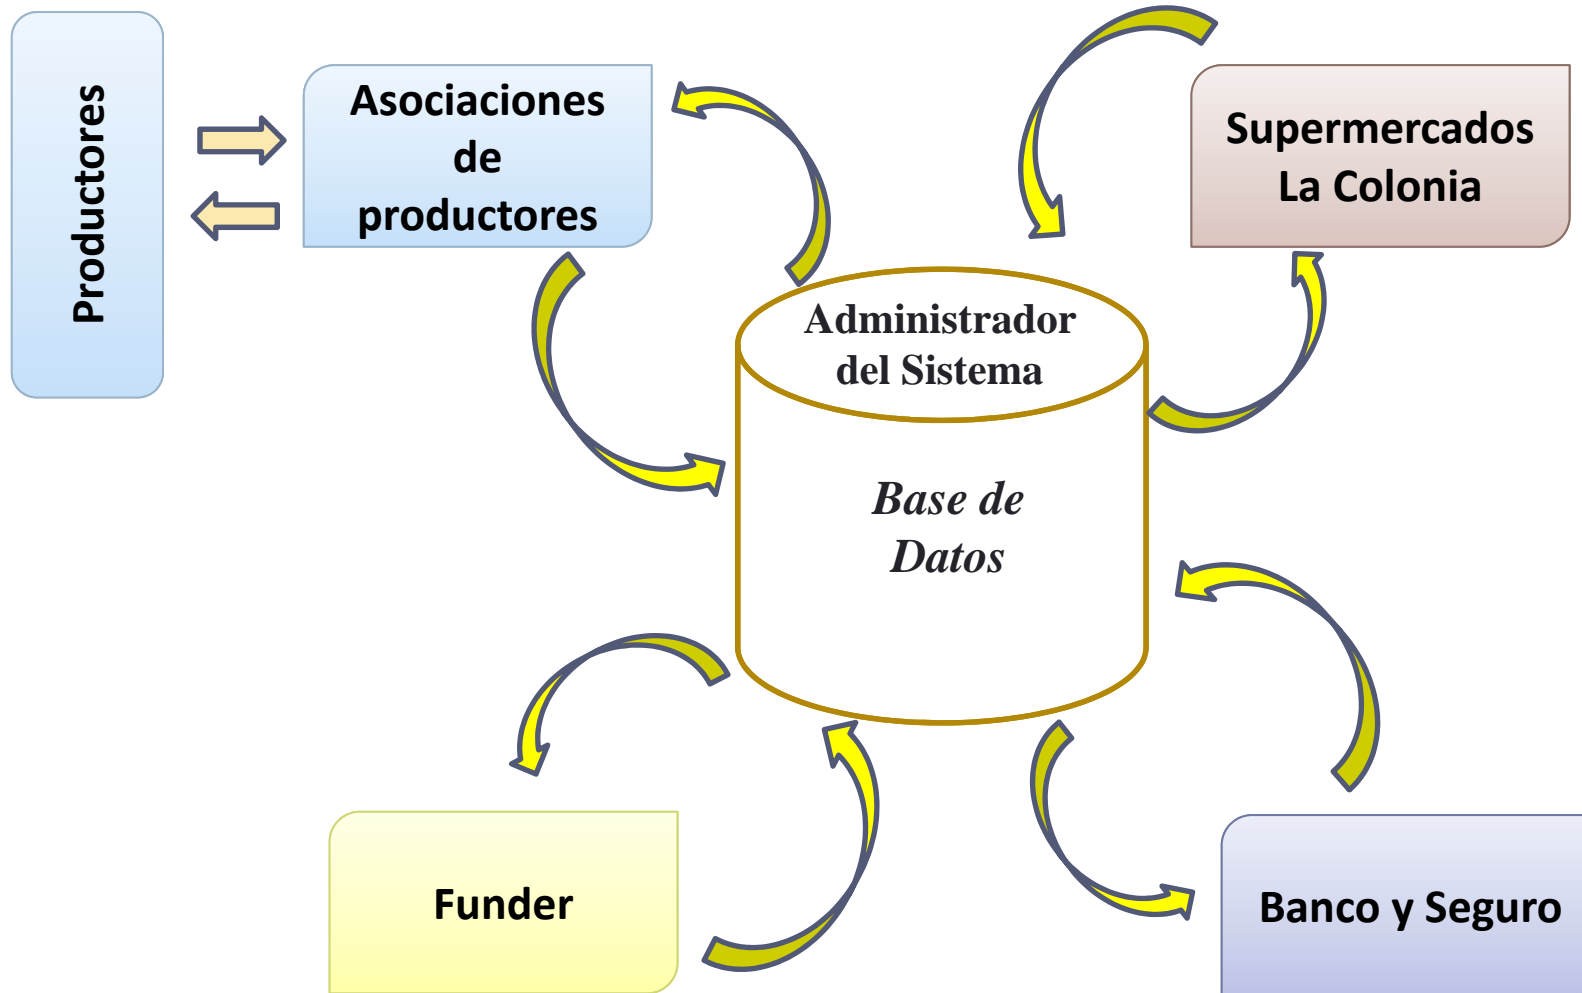 Productores
Asociaciones
de
productores
Supermercados
La Colonia
Administrador
del Sistema
Base de
Datos
Funder
Banco y Seguro